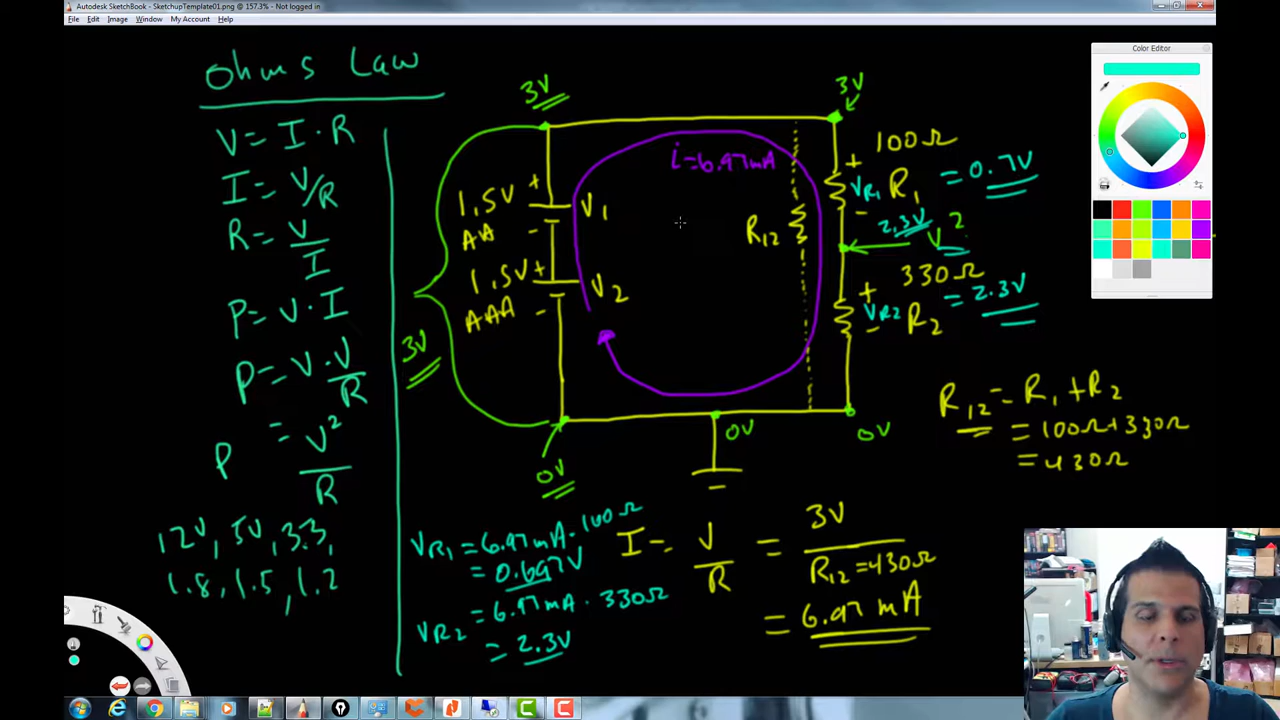 Autodesk SketchBook - SketchupTemplate01.png @ 157.3% - Not logged in
File Edit Image Window My Account Help
Color Editor
Ohms Law
V = I · R
I = V/R
R = V/I
P = V · I
P = V · V/R
P = V²/R
12V, 5V, 3.3,
1.8, 1.5, 1.2
3V
3V
3V
1.5V +
AA -
V1
1.5V +
AAA -
V2
0V
i=6.97mA
R12
0V
0V
+ 100Ω
VR1 R1 = 0.7V
-
2.3V V2
+ 330Ω
VR2 R2 = 2.3V
-
R12 = R1 + R2
= 100Ω+330Ω
= 430Ω
VR1 = 6.97mA · 100Ω
= 0.697V
VR2 = 6.97mA · 330Ω
= 2.3V
I = V/R = 3V/R12=430Ω
= 6.97 mA